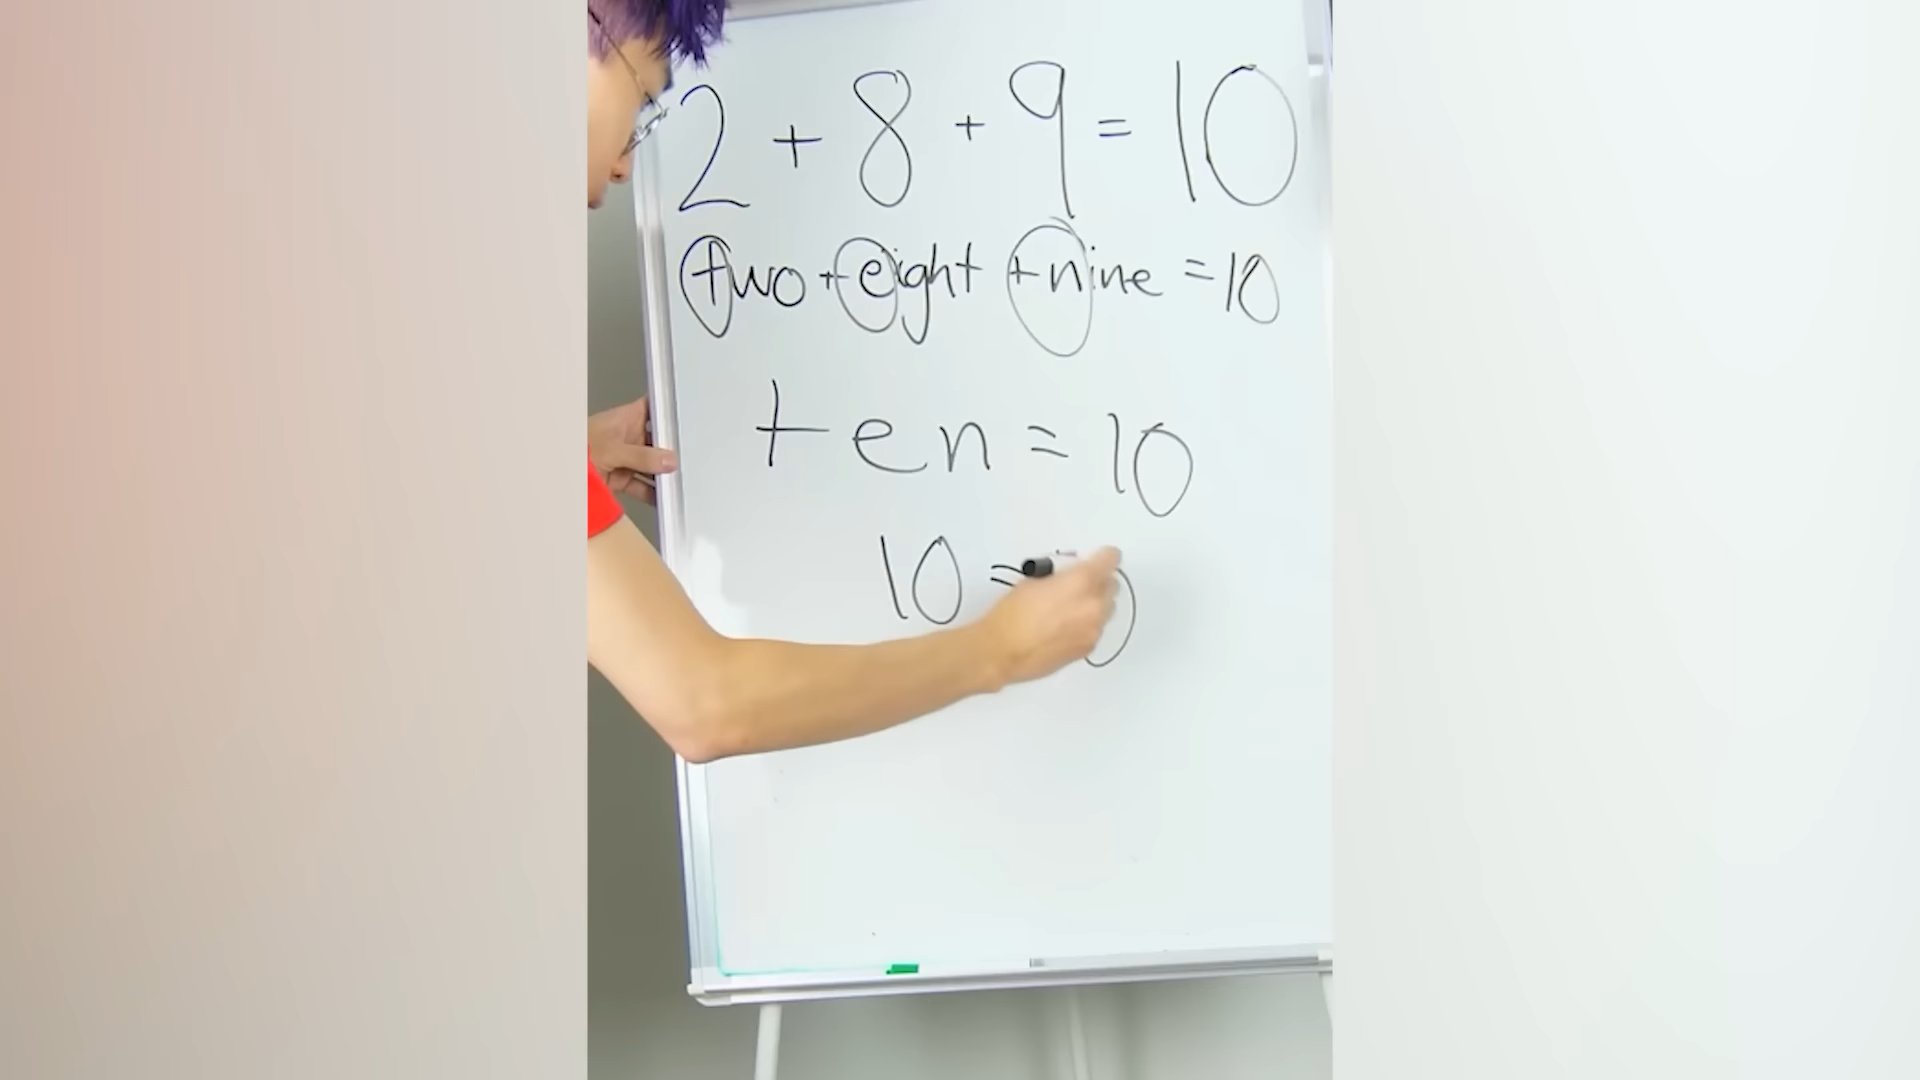 2 + 8 + 9 = 10
two + eight + nine = 10
ten = 10
10 =